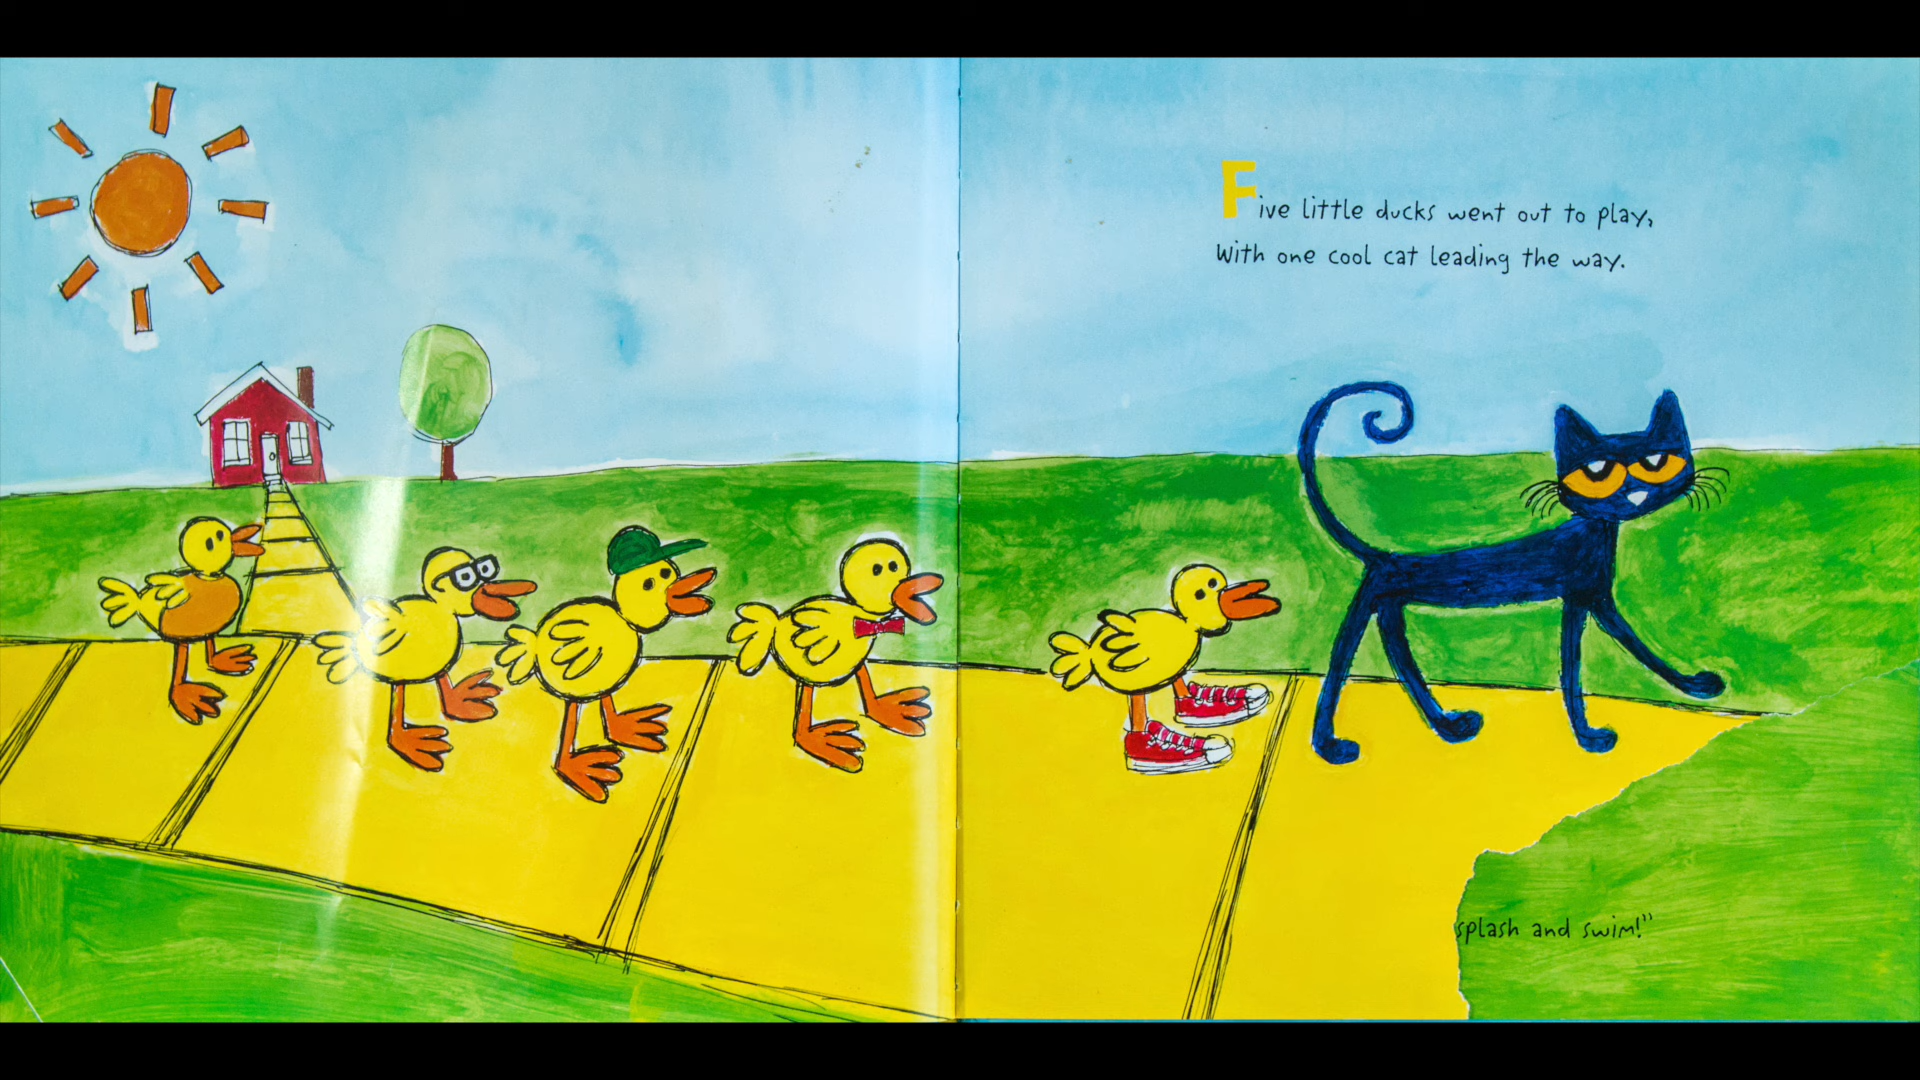 Five little ducks went out to play,
With one cool cat leading the way.
splash and swim!”